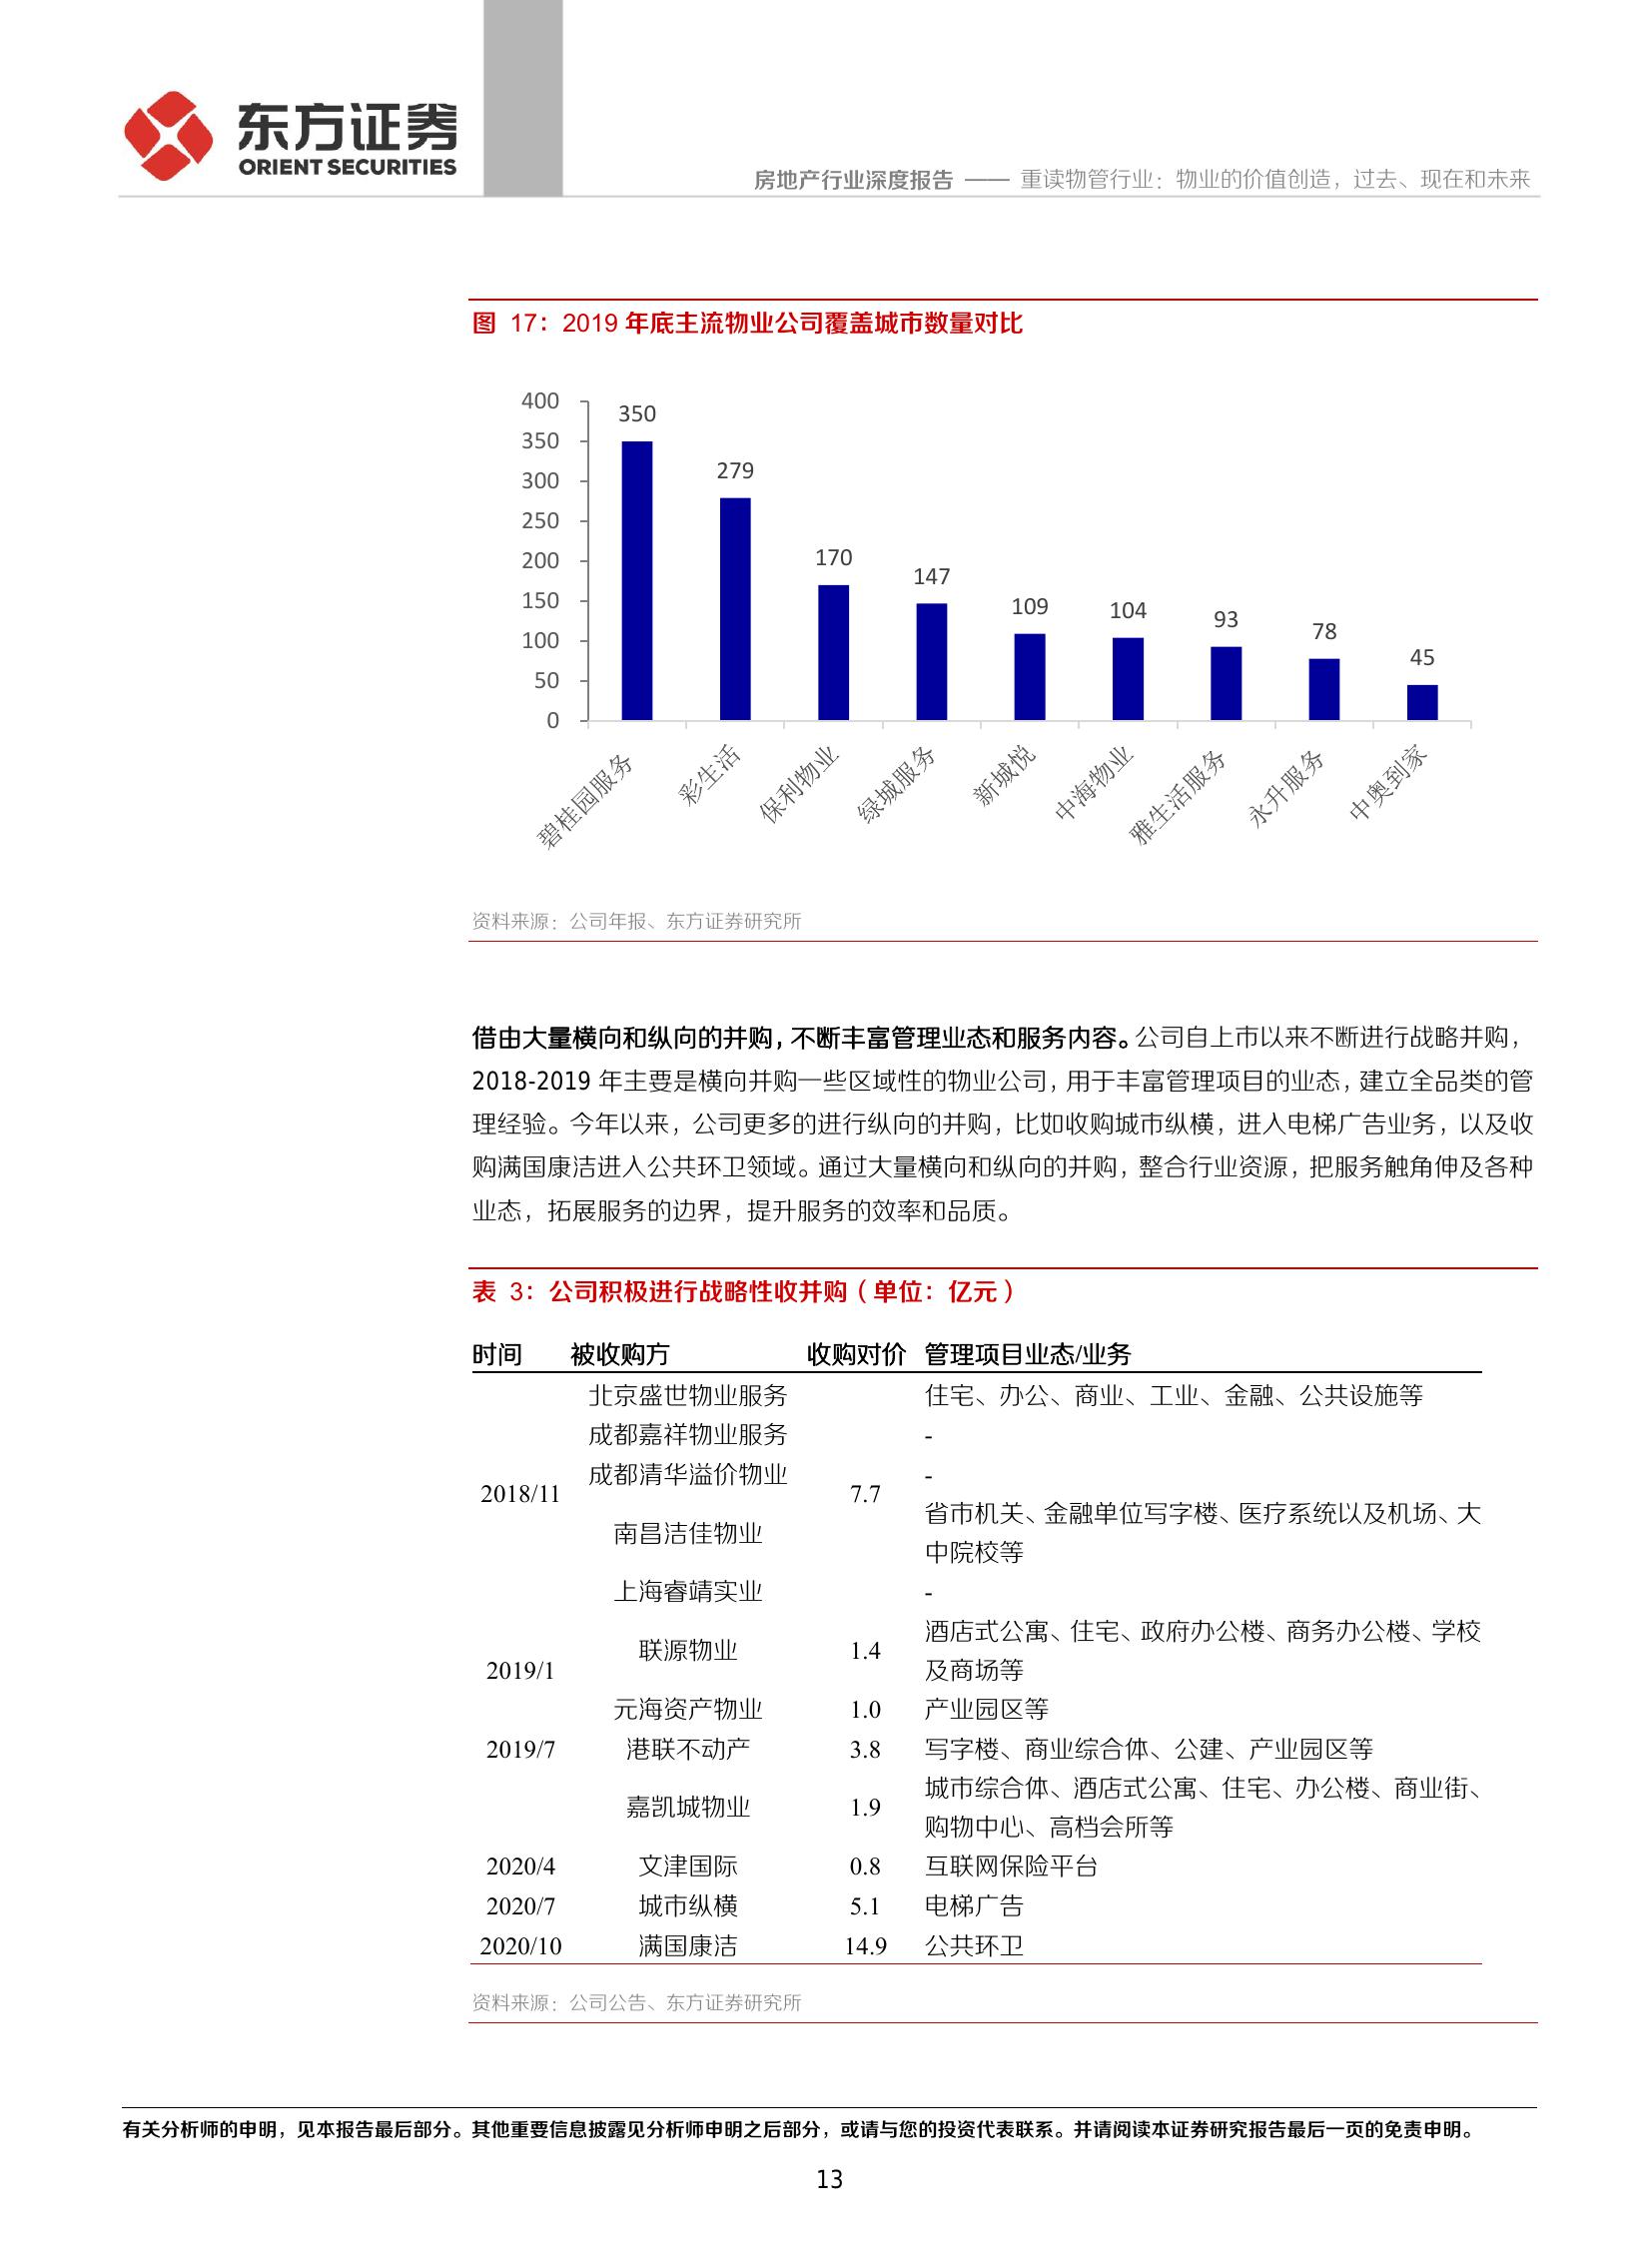 东方证券
ORIENT SECURITIES
房地产行业深度报告 —— 重读物管行业：物业的价值创造，过去、现在和未来
图 17：2019 年底主流物业公司覆盖城市数量对比
400
350
300
250
200
150
100
50
0
350
279
170
147
109
104
93
78
45
碧桂园服务
彩生活
保利物业
绿城服务
新城悦
中海物业
雅生活服务
永升服务
中奥到家
资料来源：公司年报、东方证券研究所
借由大量横向和纵向的并购，不断丰富管理业态和服务内容。公司自上市以来不断进行战略并购，
2018-2019 年主要是横向并购一些区域性的物业公司，用于丰富管理项目的业态，建立全品类的管
理经验。今年以来，公司更多的进行纵向的并购，比如收购城市纵横，进入电梯广告业务，以及收
购满国康洁进入公共环卫领域。通过大量横向和纵向的并购，整合行业资源，把服务触角伸及各种
业态，拓展服务的边界，提升服务的效率和品质。
表 3：公司积极进行战略性收并购（单位：亿元）
时间 被收购方 收购对价 管理项目业态/业务
北京盛世物业服务 住宅、办公、商业、工业、金融、公共设施等
成都嘉祥物业服务 -
成都清华溢价物业 -
2018/11 7.7
南昌洁佳物业 省市机关、金融单位写字楼、医疗系统以及机场、大
中院校等
上海睿靖实业 -
2019/1 联源物业 1.4 酒店式公寓、住宅、政府办公楼、商务办公楼、学校
及商场等
元海资产物业 1.0 产业园区等
2019/7 港联不动产 3.8 写字楼、商业综合体、公建、产业园区等
嘉凯城物业 1.9 城市综合体、酒店式公寓、住宅、办公楼、商业街、
购物中心、高档会所等
2020/4 文津国际 0.8 互联网保险平台
2020/7 城市纵横 5.1 电梯广告
2020/10 满国康洁 14.9 公共环卫
资料来源：公司公告、东方证券研究所
有关分析师的申明，见本报告最后部分。其他重要信息披露见分析师申明之后部分，或请与您的投资代表联系。并请阅读本证券研究报告最后一页的免责申明。
13